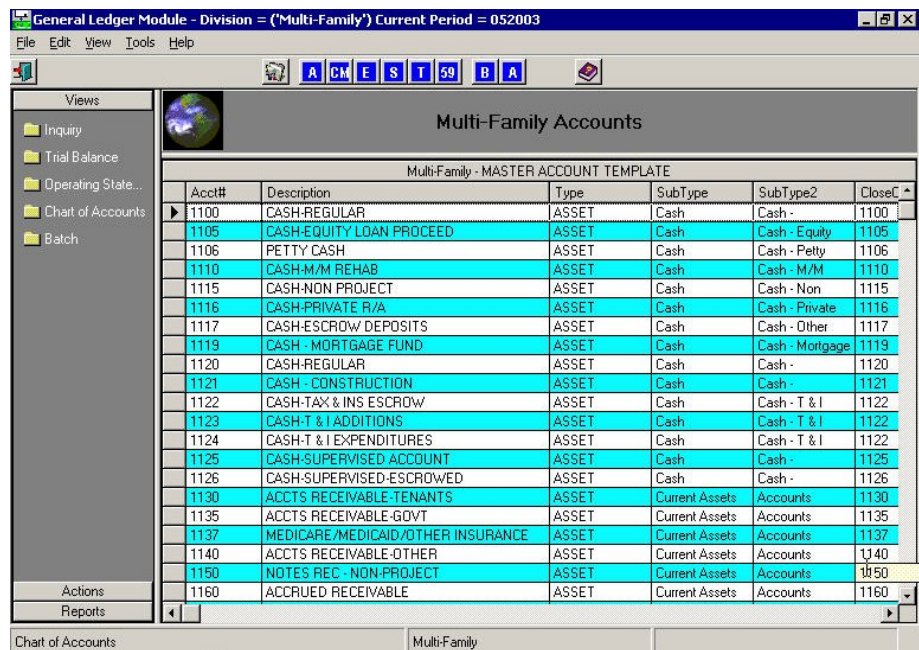 General Ledger Module - Division = ('Multi-Family') Current Period = 052003
File Edit View Tools Help
A CM E S T 59 B A
Views
Inquiry
Trial Balance
Operating State...
Chart of Accounts
Batch
Actions
Reports
Multi-Family Accounts
Multi-Family - MASTER ACCOUNT TEMPLATE
Acct# Description Type SubType SubType2 CloseC
1100 CASH-REGULAR ASSET Cash Cash - 1100
1105 CASH-EQUITY LOAN PROCEED ASSET Cash Cash - Equity 1105
1106 PETTY CASH ASSET Cash Cash - Petty 1106
1110 CASH-M/M REHAB ASSET Cash Cash - M/M 1110
1115 CASH-NON PROJECT ASSET Cash Cash - Non 1115
1116 CASH-PRIVATE R/A ASSET Cash Cash - Private 1116
1117 CASH-ESCROW DEPOSITS ASSET Cash Cash - Other 1117
1119 CASH - MORTGAGE FUND ASSET Cash Cash - Mortgage 1119
1120 CASH-REGULAR ASSET Cash Cash - 1120
1121 CASH - CONSTRUCTION ASSET Cash Cash - 1121
1122 CASH-TAX & INS ESCROW ASSET Cash Cash - T & I 1122
1123 CASH-T & I ADDITIONS ASSET Cash Cash - T & I 1122
1124 CASH-T & I EXPENDITURES ASSET Cash Cash - T & I 1122
1125 CASH-SUPERVISED ACCOUNT ASSET Cash Cash - 1125
1126 CASH-SUPERVISED-ESCROWED ASSET Cash Cash - 1126
1130 ACCTS RECEIVABLE-TENANTS ASSET Current Assets Accounts 1130
1135 ACCTS RECEIVABLE-GOVT ASSET Current Assets Accounts 1135
1137 MEDICARE/MEDICAID/OTHER INSURANCE ASSET Current Assets Accounts 1137
1140 ACCTS RECEIVABLE-OTHER ASSET Current Assets Accounts 1140
1150 NOTES REC - NON-PROJECT ASSET Current Assets Accounts 1150
1160 ACCRUED RECEIVABLE ASSET Current Assets Accounts 1160
Chart of Accounts Multi-Family